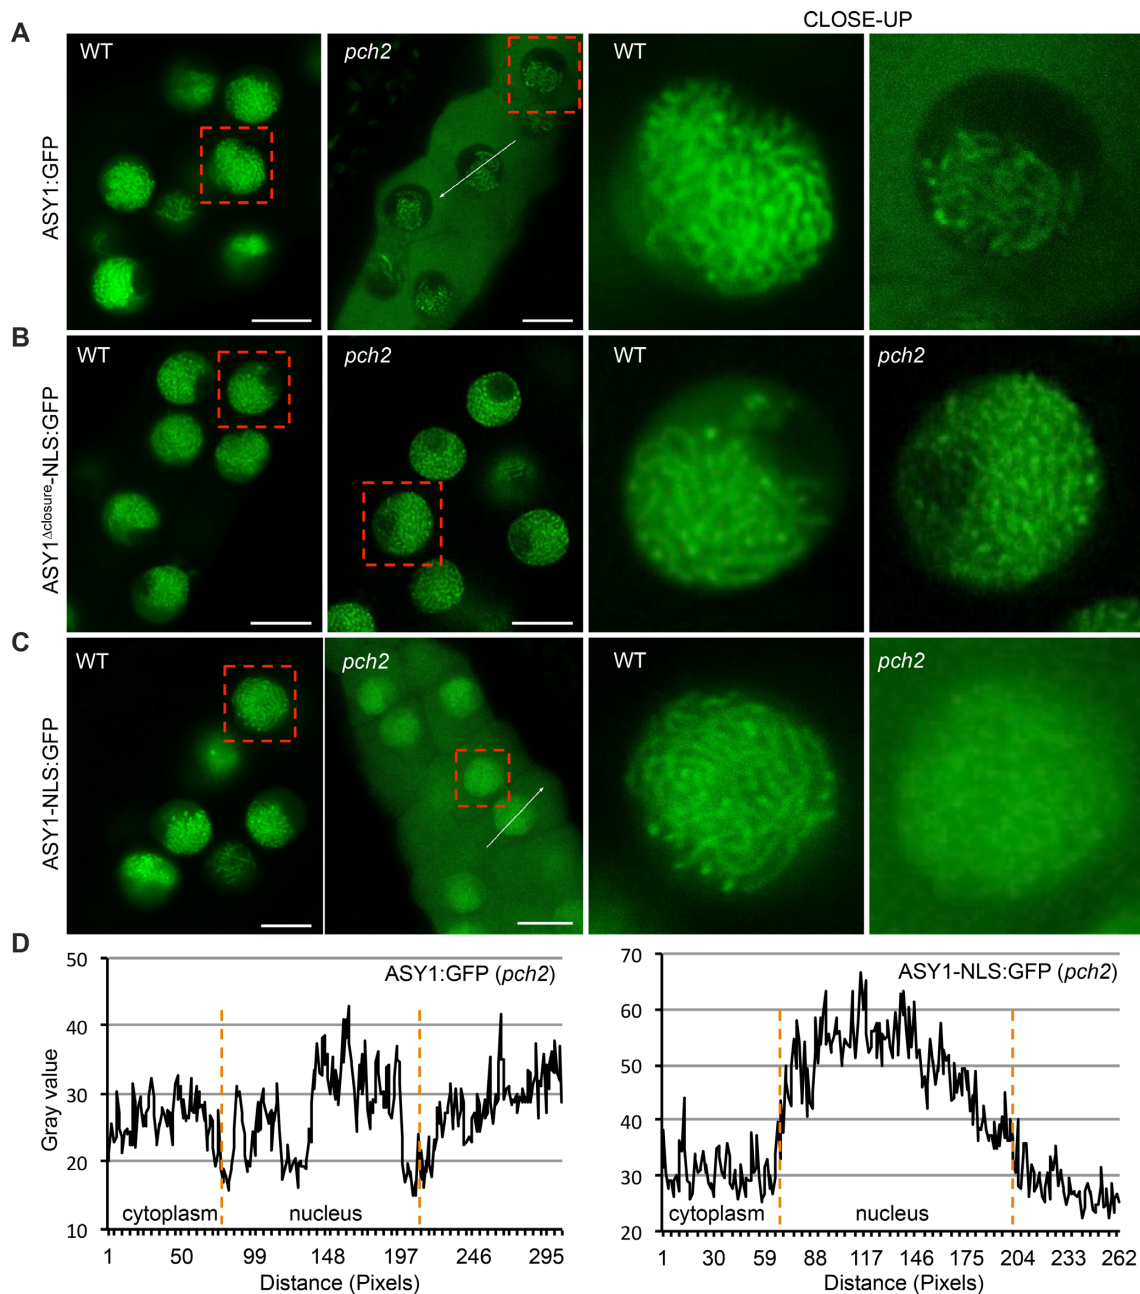 CLOSE-UP
A
WT
pch2
WT
ASY1:GFP
B
WT
pch2
WT
pch2
ASY1Δclosure-NLS:GFP
C
WT
pch2
WT
pch2
ASY1-NLS:GFP
D
50
40
30
20
10
Gray value
ASY1:GFP (pch2)
cytoplasm
nucleus
1 50 99 148 197 246 295
Distance (Pixels)
70
60
50
40
30
20
ASY1-NLS:GFP (pch2)
cytoplasm
nucleus
1 30 59 88 117 146 175 204 233 262
Distance (Pixels)